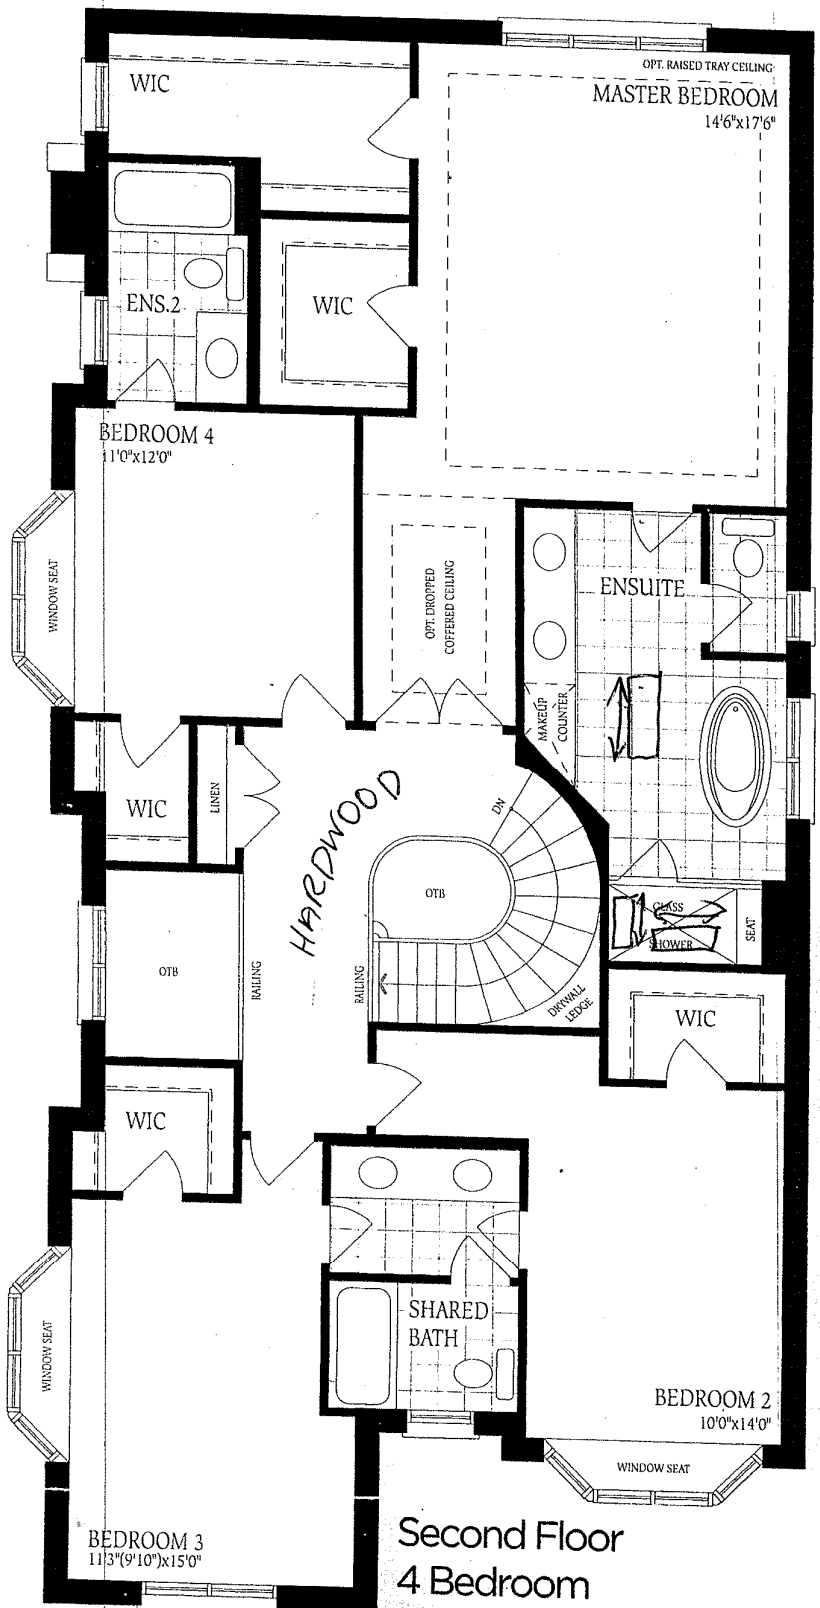 OPT. RAISED TRAY CEILING
WIC
MASTER BEDROOM
14'6"x17'6"
ENS.2
WIC
BEDROOM 4
11'0"x12'0"
WINDOW SEAT
OPT. DROPPED
COFFERED CEILING
ENSUITE
MAKEUP
COUNTER
WIC
LINEN
HARDWOOD
DN
OTB
OTB
RAILING
RAILING
DRYWALL
LEDGE
GLASS
SHOWER
SEAT
WIC
WIC
SHARED
BATH
WINDOW SEAT
BEDROOM 2
10'0"x14'0"
WINDOW SEAT
BEDROOM 3
11'3"(9'10")x15'0"
Second Floor
4 Bedroom